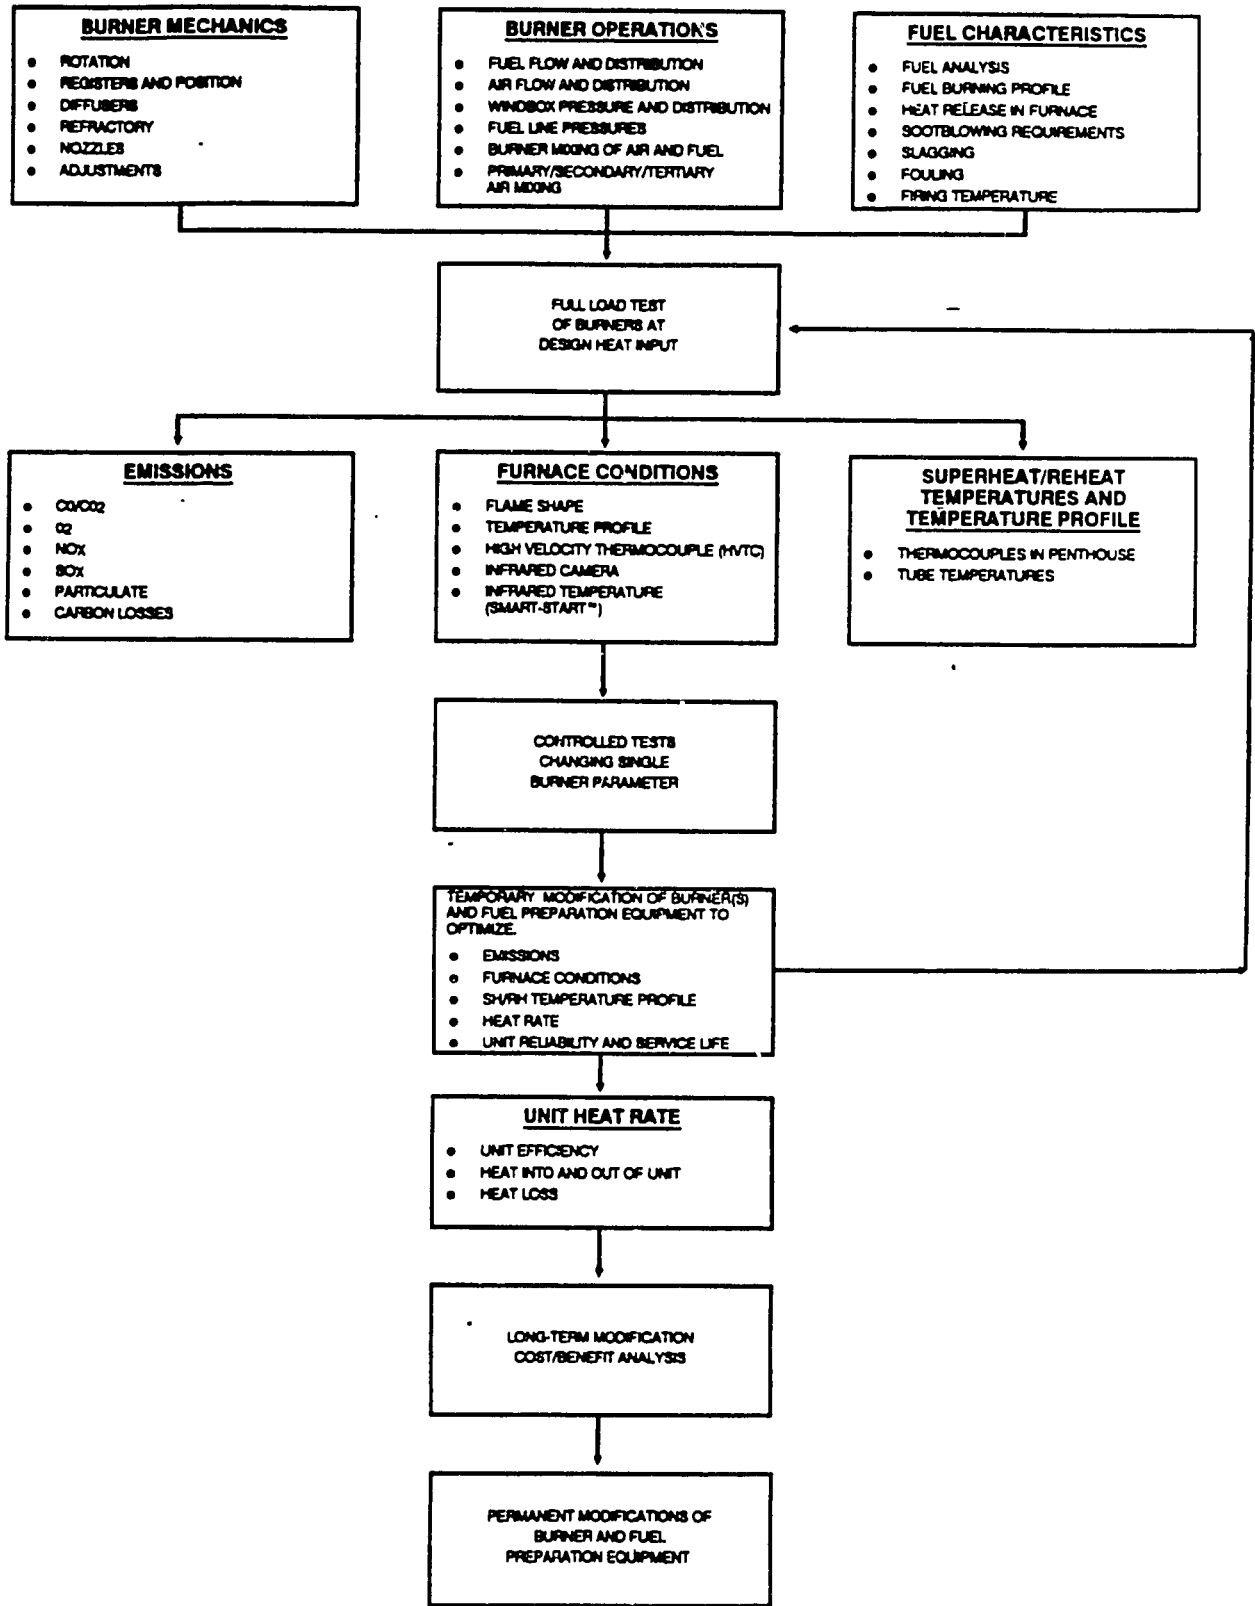 BURNER MECHANICS
● ROTATION
● REGISTERS AND POSITION
● DIFFUSERS
● REFRACTORY
● NOZZLES
● ADJUSTMENTS
BURNER OPERATIONS
● FUEL FLOW AND DISTRIBUTION
● AIR FLOW AND DISTRIBUTION
● WINDBOX PRESSURE AND DISTRIBUTION
● FUEL LINE PRESSURES
● BURNER MIXING OF AIR AND FUEL
● PRIMARY/SECONDARY/TERTIARY
AIR MIXING
FUEL CHARACTERISTICS
● FUEL ANALYSIS
● FUEL BURNING PROFILE
● HEAT RELEASE IN FURNACE
● SOOTBLOWING REQUIREMENTS
● SLAGGING
● FOULING
● FIRING TEMPERATURE
FULL LOAD TEST
OF BURNERS AT
DESIGN HEAT INPUT
EMISSIONS
● CO/CO2
● O2
● NOX
● SOX
● PARTICULATE
● CARBON LOSSES
FURNACE CONDITIONS
● FLAME SHAPE
● TEMPERATURE PROFILE
● HIGH VELOCITY THERMOCOUPLE (HVTC)
● INFRARED CAMERA
● INFRARED TEMPERATURE
(SMART-START™)
SUPERHEAT/REHEAT
TEMPERATURES AND
TEMPERATURE PROFILE
● THERMOCOUPLES IN PENTHOUSE
● TUBE TEMPERATURES
CONTROLLED TESTS
CHANGING SINGLE
BURNER PARAMETER
TEMPORARY MODIFICATION OF BURNER(S)
AND FUEL PREPARATION EQUIPMENT TO
OPTIMIZE.
● EMISSIONS
● FURNACE CONDITIONS
● SH/RH TEMPERATURE PROFILE
● HEAT RATE
● UNIT RELIABILITY AND SERVICE LIFE
UNIT HEAT RATE
● UNIT EFFICIENCY
● HEAT INTO AND OUT OF UNIT
● HEAT LOSS
LONG-TERM MODIFICATION
COST/BENEFIT ANALYSIS
PERMANENT MODIFICATIONS OF
BURNER AND FUEL
PREPARATION EQUIPMENT